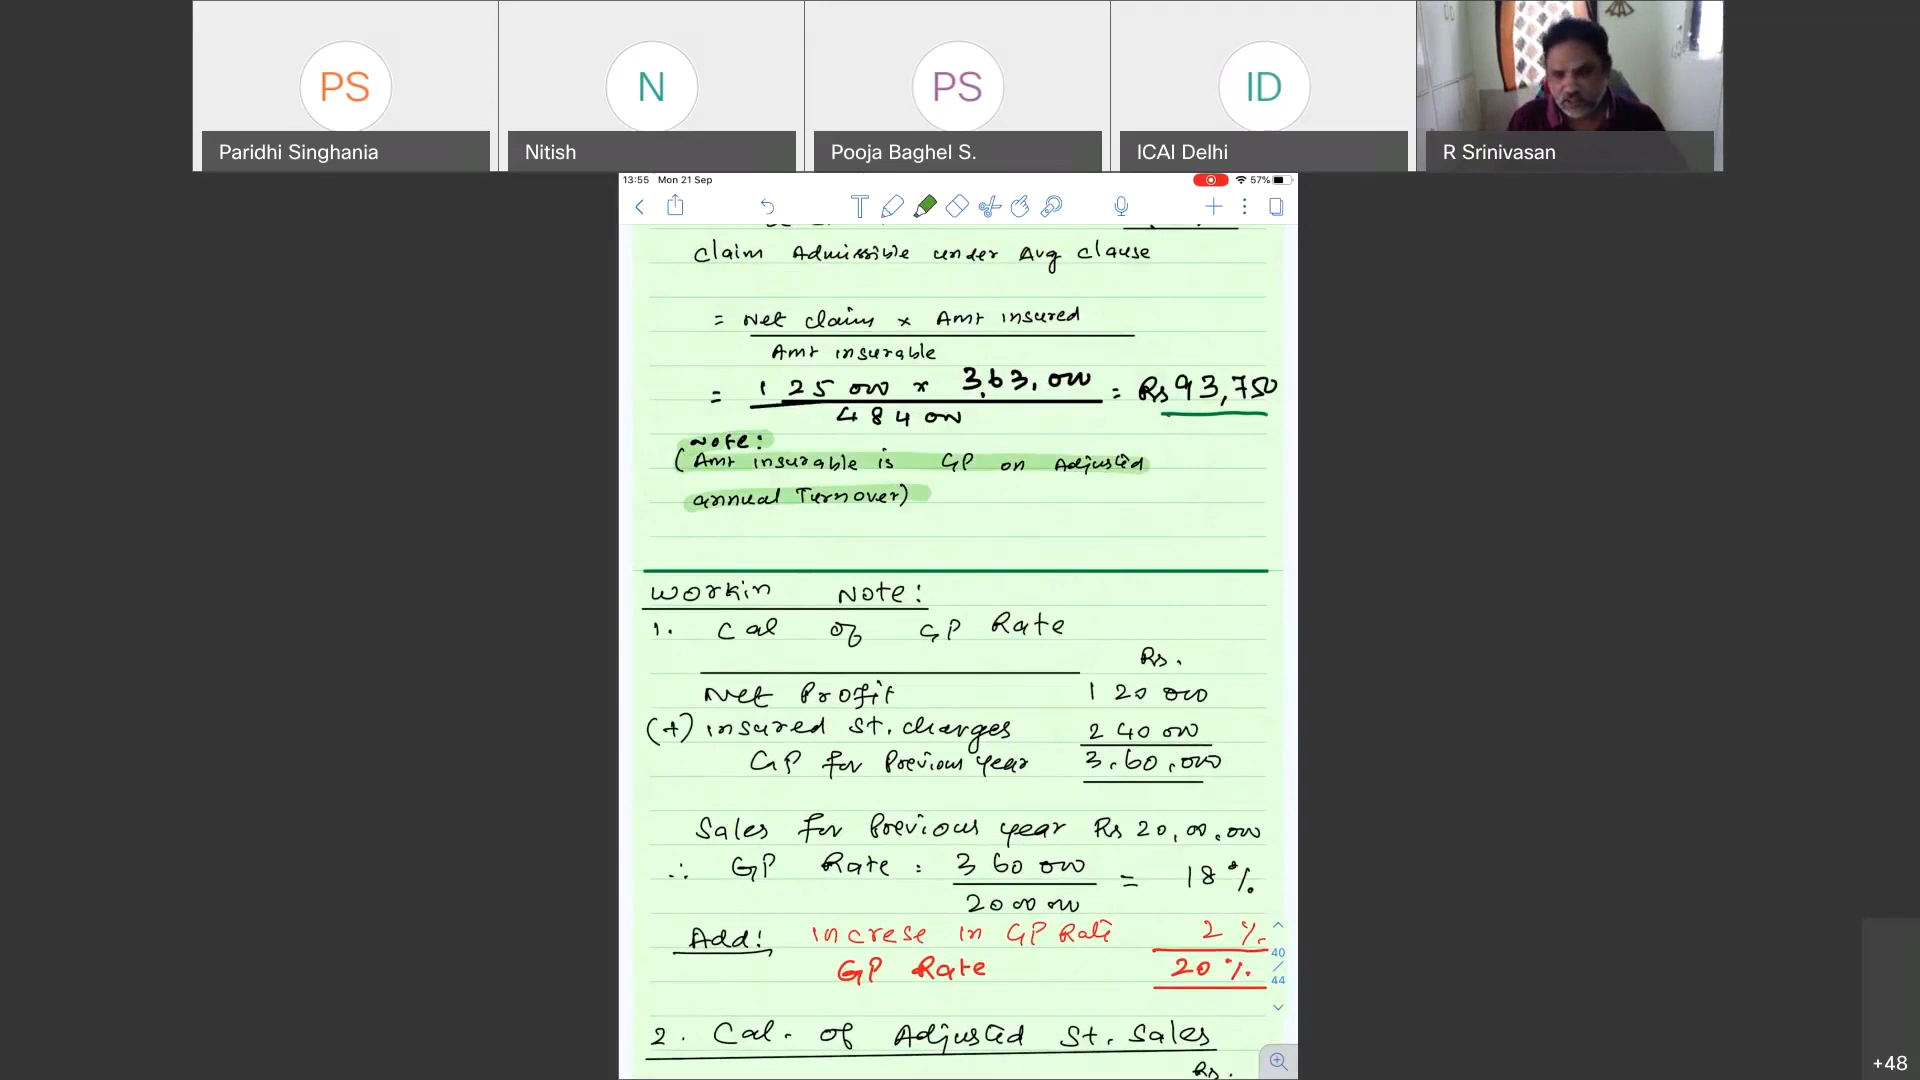 PS
N
PS
ID
Paridhi Singhania
Nitish
Pooja Baghel S.
ICAI Delhi
R Srinivasan
13:55 Mon 21 Sep
57%
Claim Admissible under Avg clause
= Net claim x Amt insured
Amt insurable
= 1 25 000 x 3,63,000 = Rs 93,750
484 000
Note:
(Amt insurable is GP on Adjusted
annual Turnover)
Workin Note:
1. Cal of GP Rate
Rs.
Net Profit 1 20 000
(+) insured St. charges 2 40 000
GP for Previous year 3,60,000
Sales for Previous year Rs 20,00,000
∴ GP Rate : 3 60 000 = 18%
20 00 000
Add: increse in GP Rate 2%
GP Rate 20%
40
/
44
2. Cal. of Adjusted St. Sales
Rs.
+48